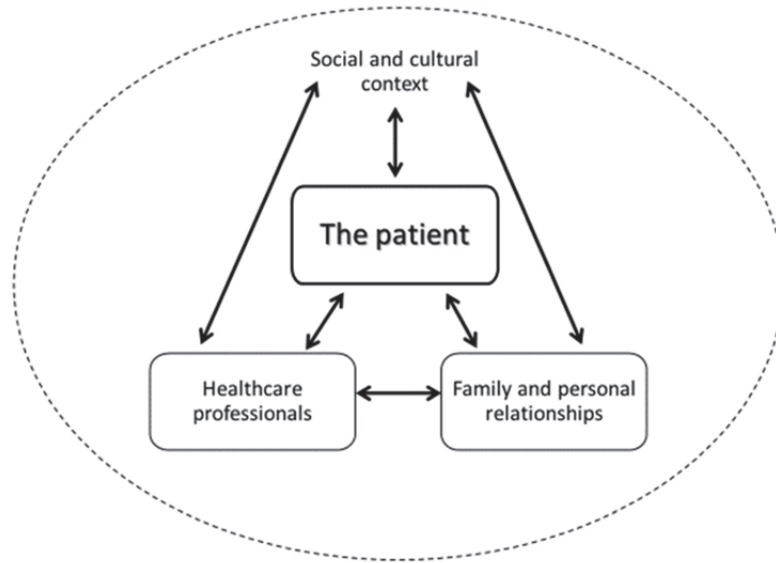 Social and cultural
context
The patient
Healthcare
professionals
Family and personal
relationships